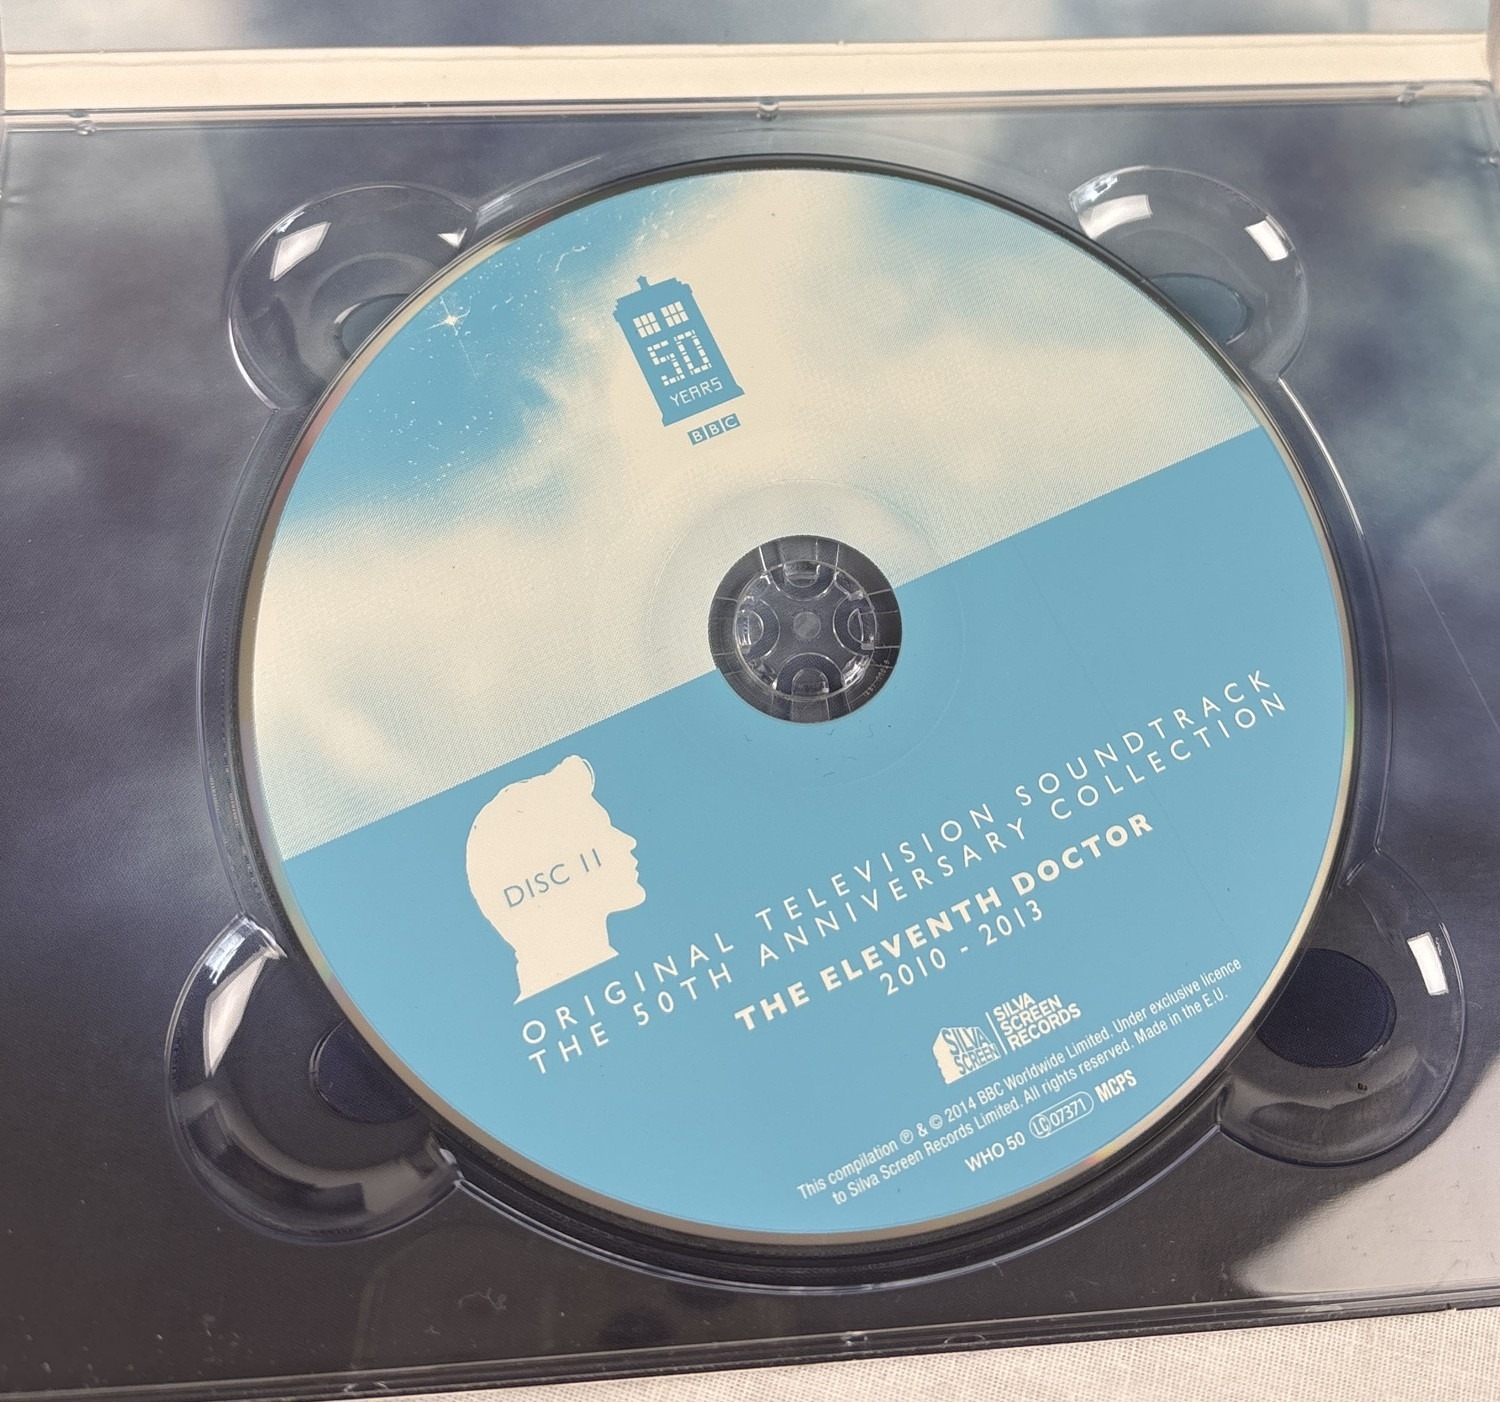 50
YEARS
BBC
DISC 11
ORIGINAL TELEVISION SOUNDTRACK
THE 50TH ANNIVERSARY COLLECTION
THE ELEVENTH DOCTOR
2010 - 2013
SILVA
SCREEN
SILVA
SCREEN
RECORDS
This compilation ℗ & © 2014 BBC Worldwide Limited. Under exclusive licence
to Silva Screen Records Limited. All rights reserved. Made in the E.U.
WHO 50 LC 07371 MCPS